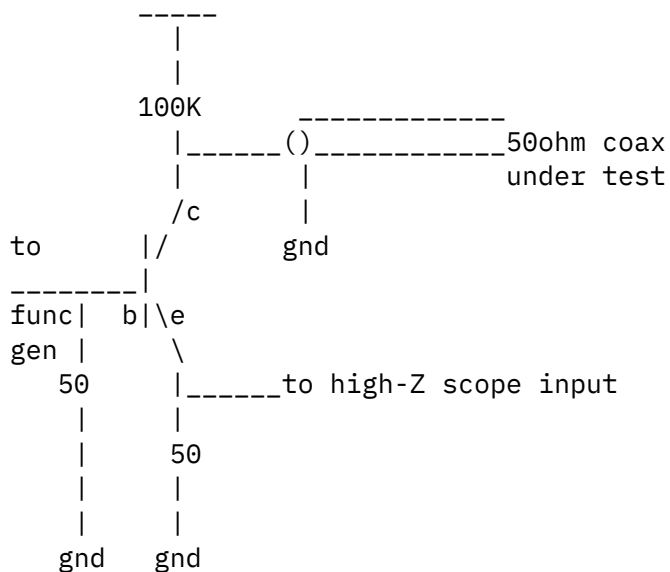 100K
()
50ohm coax
under test
/c
to
gnd
func
b
\e
gen
50
to high-Z scope input
50
gnd
gnd